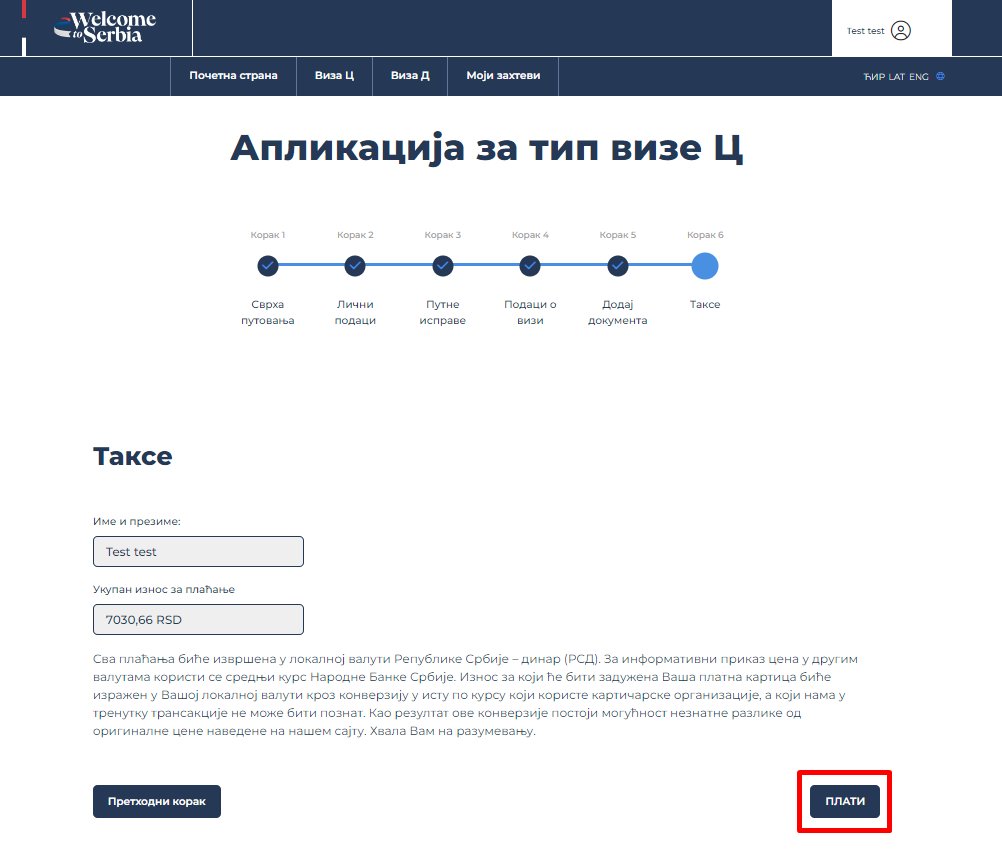 Welcome
to Serbia
Test test
Почетна страна Виза Ц Виза Д Моји захтеви ЋИР LAT ENG
Апликација за тип визе Ц
Корак 1 Корак 2 Корак 3 Корак 4 Корак 5 Корак 6
Сврха Лични Путне Подаци о Додај Таксе
путовања подаци исправе визи документа
Таксе
Име и презиме:
Test test
Укупан износ за плаћање
7030,66 RSD
Сва плаћања биће извршена у локалној валути Републике Србије – динар (РСД). За информативни приказ цена у другим
валутама користи се средњи курс Народне Банке Србије. Износ за који ће бити задужена Ваша платна картица биће
изражен у Вашој локалној валути кроз конверзију у исту по курсу који користе картичарске организације, а који нама у
тренутку трансакције не може бити познат. Као резултат ове конверзије постоји могућност незнатне разлике од
оригиналне цене наведене на нашем сајту. Хвала Вам на разумевању.
Претходни корак ПЛАТИ